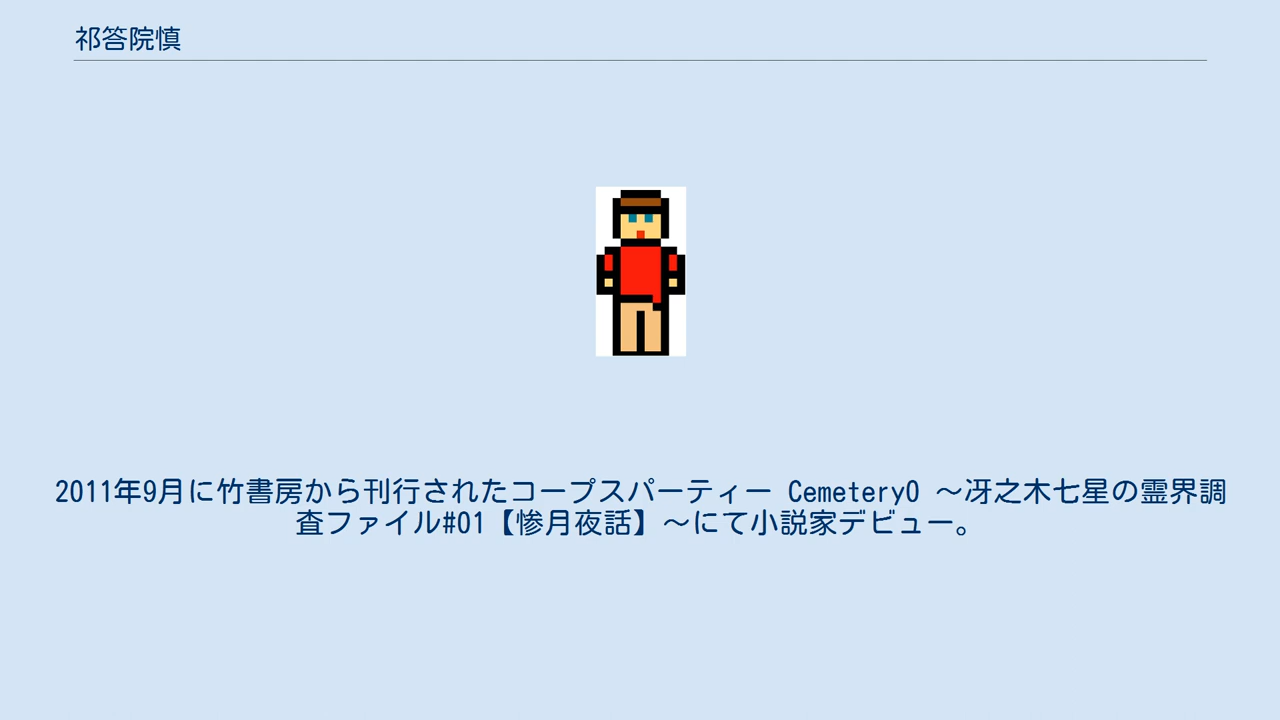 祁答院慎
2011年9月に竹書房から刊行されたコープスパーティー Cemetery0 ～冴之木七星の霊界調
査ファイル#01【惨月夜話】～にて小説家デビュー。